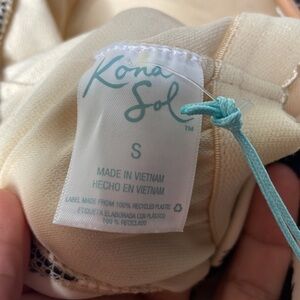 Kona
Sol
™
S
MADE IN VIETNAM
HECHO EN VIETNAM
LABEL MADE FROM 100% RECYCLED PLASTIC
ETIQUETA ELABORADA CON PLÁSTICO
100 % RECICLADO